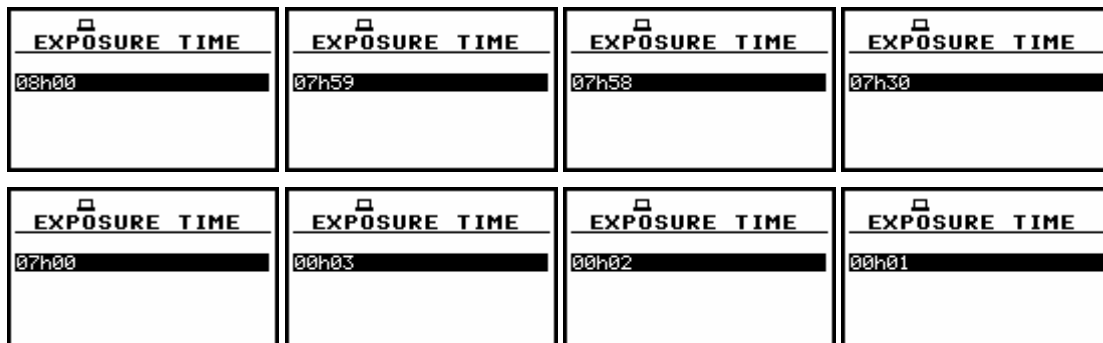 EXPOSURE TIME
08h00
EXPOSURE TIME
07h59
EXPOSURE TIME
07h58
EXPOSURE TIME
07h30
EXPOSURE TIME
07h00
EXPOSURE TIME
00h03
EXPOSURE TIME
00h02
EXPOSURE TIME
00h01